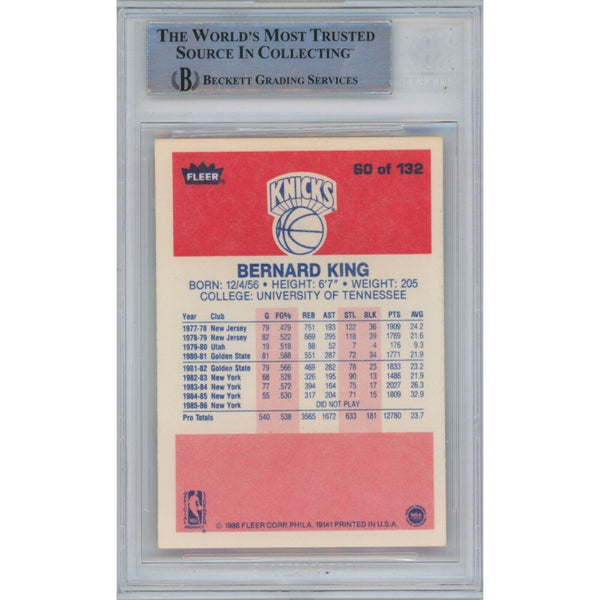 THE WORLD'S MOST TRUSTED
SOURCE IN COLLECTING™
B BECKETT GRADING SERVICES
FLEER
60 of 132
KNICKS
BERNARD KING
BORN: 12/4/56 • HEIGHT: 6'7" • WEIGHT: 205
COLLEGE: UNIVERSITY OF TENNESSEE
Year Club G FG% REB AST STL BLK PTS AVG
1977-78 New Jersey 79 .479 751 193 122 36 1909 24.2
1978-79 New Jersey 82 .522 669 295 118 39 1769 21.6
1979-80 Utah 19 .518 88 52 7 4 176 9.3
1980-81 Golden State 81 .588 551 287 72 34 1771 21.9
1981-82 Golden State 79 .566 469 282 78 23 1833 23.2
1982-83 New York 68 .528 326 195 90 13 1486 21.9
1983-84 New York 77 .572 394 164 75 17 2027 26.3
1984-85 New York 55 .530 317 204 71 15 1809 32.9
1985-86 New York DID NOT PLAY
Pro Totals 540 .538 3565 1672 633 181 12780 23.7
OFFICIAL LICENSED
NBA
PRODUCT
© 1986 FLEER CORP. PHILA. 19141 PRINTED IN U.S.A.